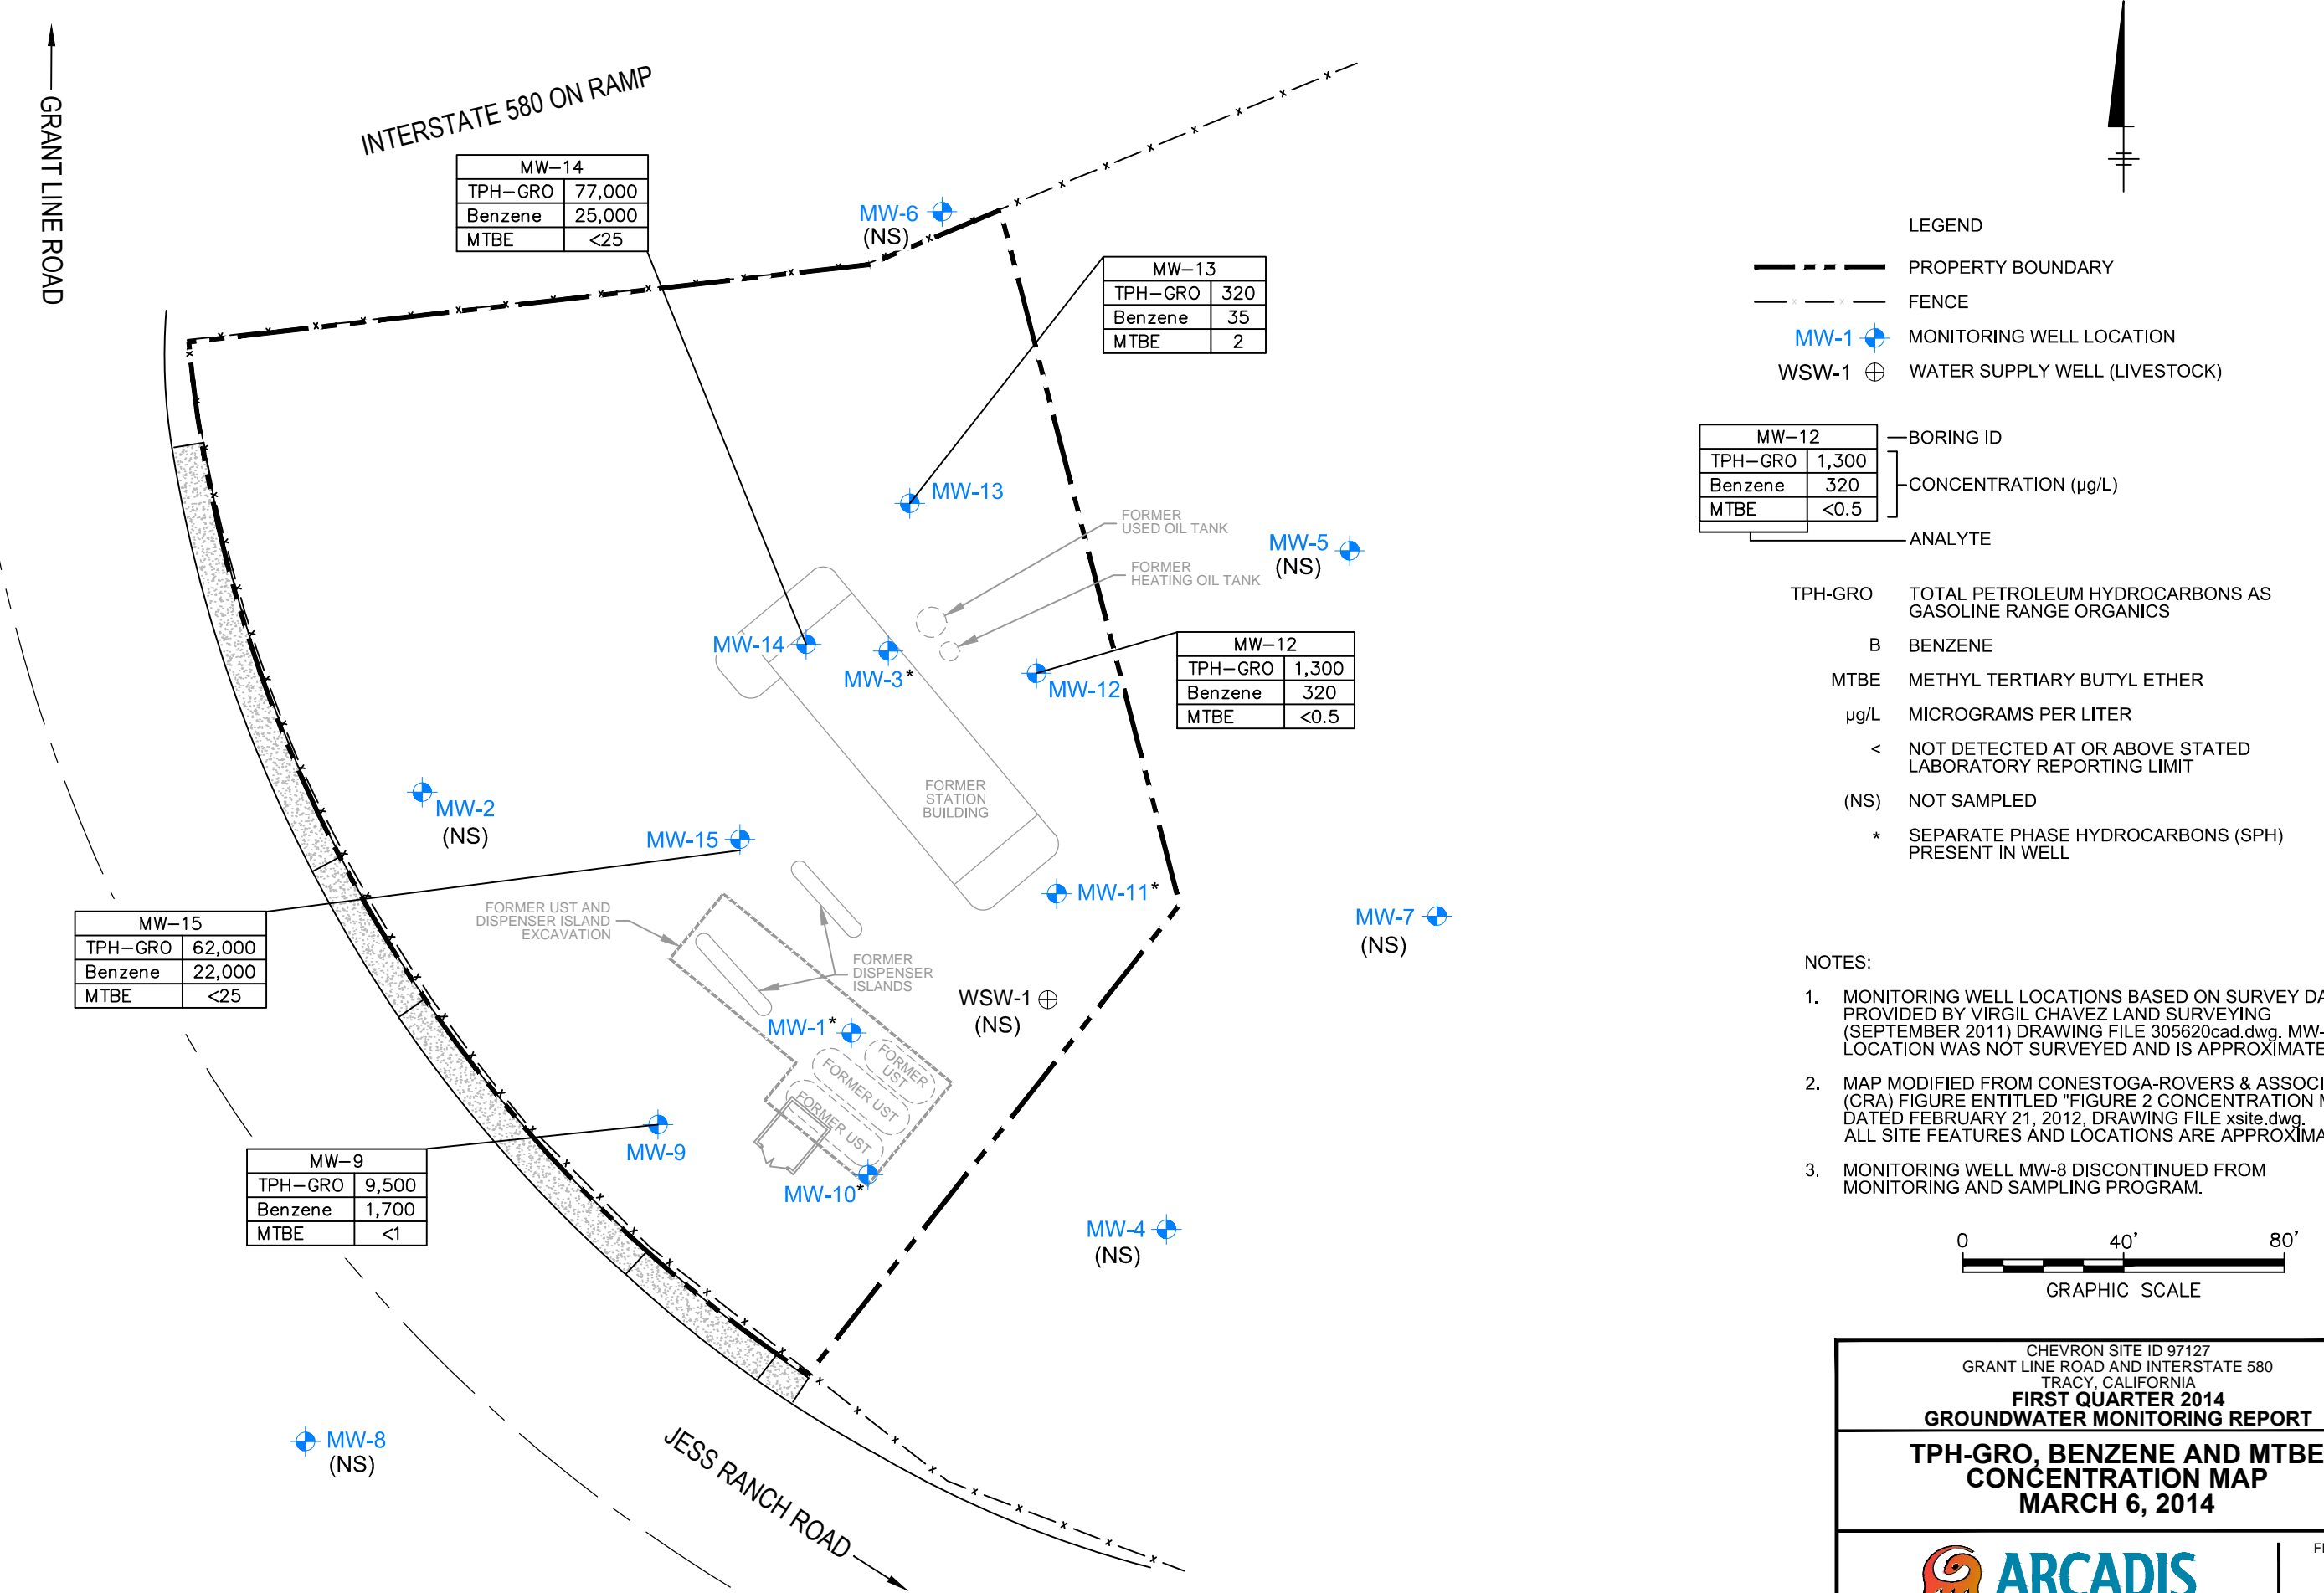 GRANT LINE ROAD
INTERSTATE 580 ON RAMP
MW-14
TPH-GRO 77,000
Benzene 25,000
MTBE <25
MW-6
(NS)
MW-13
TPH-GRO 320
Benzene 35
MTBE 2
MW-13
FORMER
USED OIL TANK
MW-5
(NS)
FORMER
HEATING OIL TANK
MW-14
MW-3*
MW-12
MW-12
TPH-GRO 1,300
Benzene 320
MTBE <0.5
FORMER
STATION
BUILDING
MW-2
(NS)
MW-15
MW-11*
MW-7
(NS)
FORMER UST AND
DISPENSER ISLAND
EXCAVATION
MW-15
TPH-GRO 62,000
Benzene 22,000
MTBE <25
FORMER
DISPENSER
ISLANDS
WSW-1
(NS)
MW-1*
FORMER
UST
FORMER UST
FORMER UST
MW-9
MW-10*
MW-9
TPH-GRO 9,500
Benzene 1,700
MTBE <1
MW-4
(NS)
MW-8
(NS)
JESS RANCH ROAD
LEGEND
PROPERTY BOUNDARY
FENCE
MW-1 MONITORING WELL LOCATION
WSW-1 WATER SUPPLY WELL (LIVESTOCK)
MW-12
TPH-GRO 1,300
Benzene 320
MTBE <0.5
BORING ID
CONCENTRATION (µg/L)
ANALYTE
TPH-GRO TOTAL PETROLEUM HYDROCARBONS AS
GASOLINE RANGE ORGANICS
B BENZENE
MTBE METHYL TERTIARY BUTYL ETHER
µg/L MICROGRAMS PER LITER
< NOT DETECTED AT OR ABOVE STATED
LABORATORY REPORTING LIMIT
(NS) NOT SAMPLED
* SEPARATE PHASE HYDROCARBONS (SPH)
PRESENT IN WELL
NOTES:
1. MONITORING WELL LOCATIONS BASED ON SURVEY
PROVIDED BY VIRGIL CHAVEZ LAND SURVEYING
(SEPTEMBER 2011) DRAWING FILE 305620cad.dwg. MW-
LOCATION WAS NOT SURVEYED AND IS APPROXIMATE
2. MAP MODIFIED FROM CONESTOGA-ROVERS &
(CRA) FIGURE ENTITLED "FIGURE 2 CONCENTRATION
DATED FEBRUARY 21, 2012, DRAWING FILE xsite.dwg.
ALL SITE FEATURES AND LOCATIONS ARE
3. MONITORING WELL MW-8 DISCONTINUED FROM
MONITORING AND SAMPLING PROGRAM.
0 40' 80'
GRAPHIC SCALE
CHEVRON SITE ID 97127
GRANT LINE ROAD AND INTERSTATE 580
TRACY, CALIFORNIA
FIRST QUARTER 2014
GROUNDWATER MONITORING REPORT
TPH-GRO, BENZENE AND MTBE
CONCENTRATION MAP
MARCH 6, 2014
ARCADIS